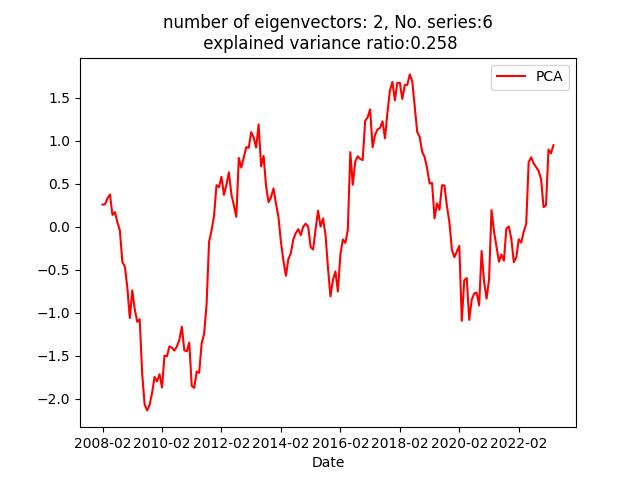 number of eigenvectors: 2, No. series:6
explained variance ratio:0.258
PCA
1.5
1.0
0.5
0.0
−0.5
−1.0
−1.5
−2.0
2008-02 2010-02 2012-02 2014-02 2016-02 2018-02 2020-02 2022-02
Date